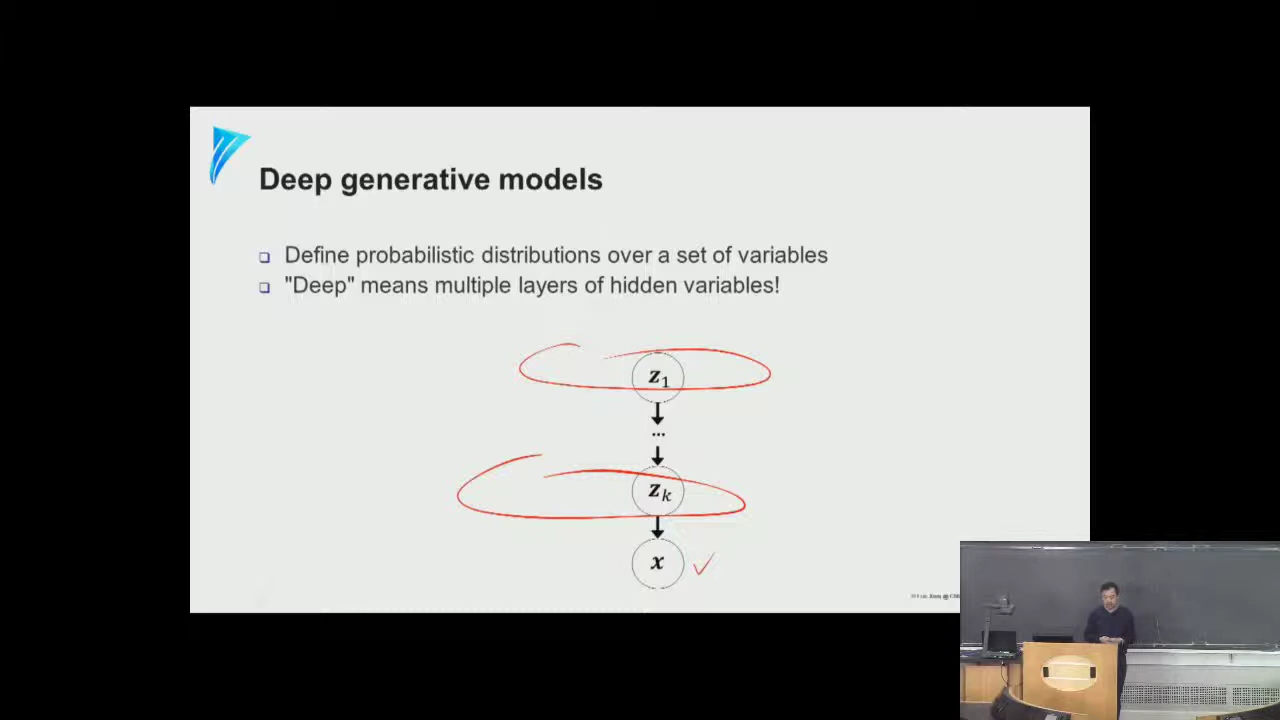 Deep generative models
❑ Define probabilistic distributions over a set of variables
❑ "Deep" means multiple layers of hidden variables!
z1
...
zk
x ✓